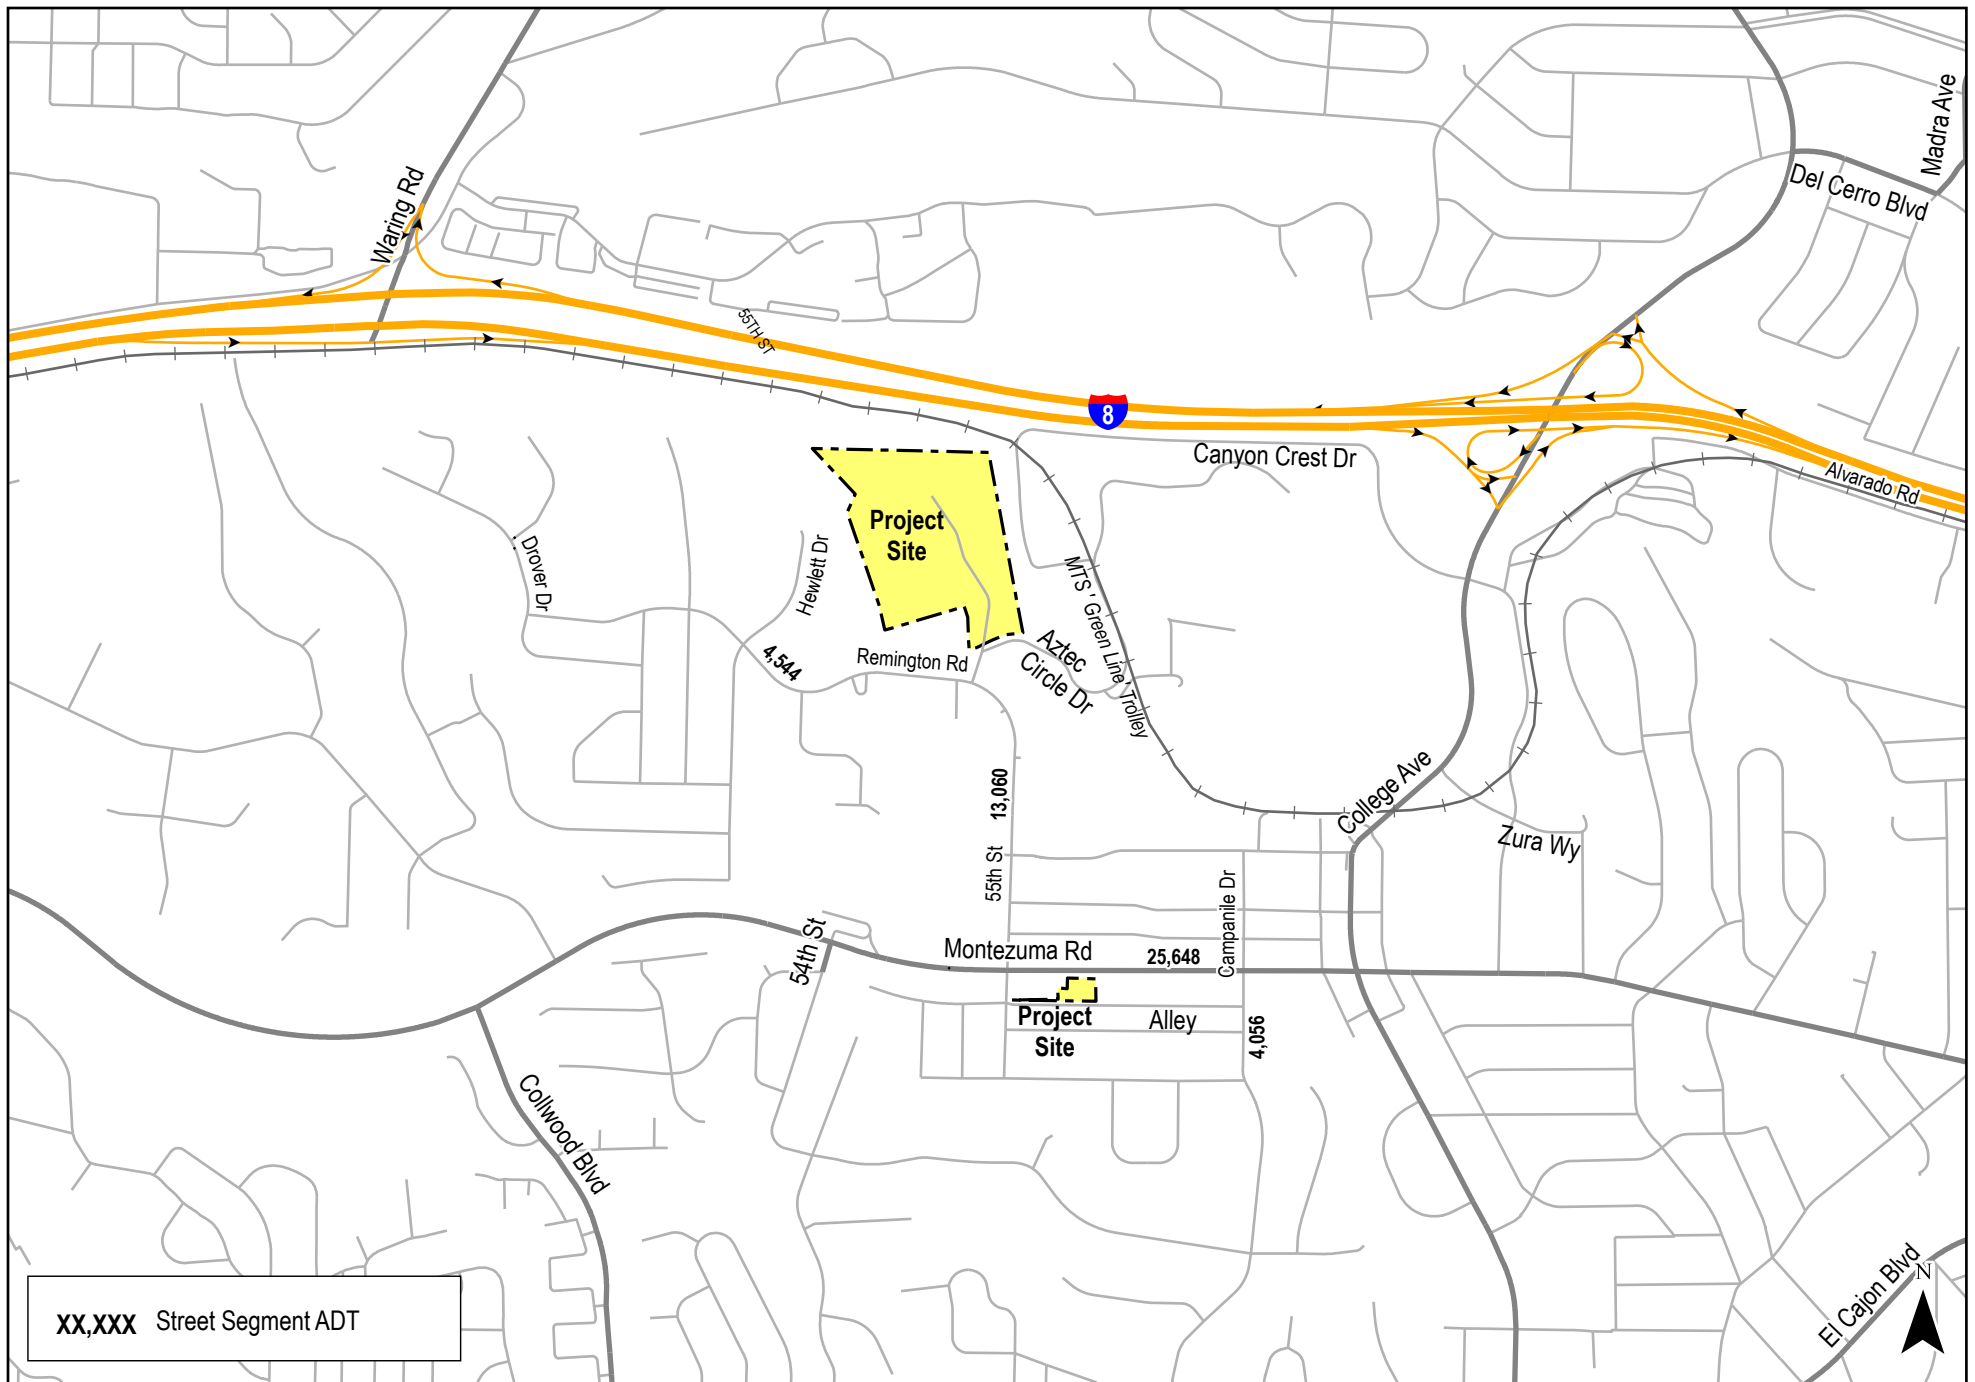 Madra Ave
Waring Rd
Del Cerro Blvd
55TH ST
8
Canyon Crest Dr
Alvarado Rd
Project
Site
Drover Dr
Hewlett Dr
MTS 'Green Line' Trolley
Aztec
Circle Dr
4,544
Remington Rd
13,060
College Ave
Zura Wy
55th St
Campanile Dr
54th St
Montezuma Rd
25,648
Project
Site
Alley
4,056
Collwood Blvd
El Cajon Blvd
N
XX,XXX Street Segment ADT